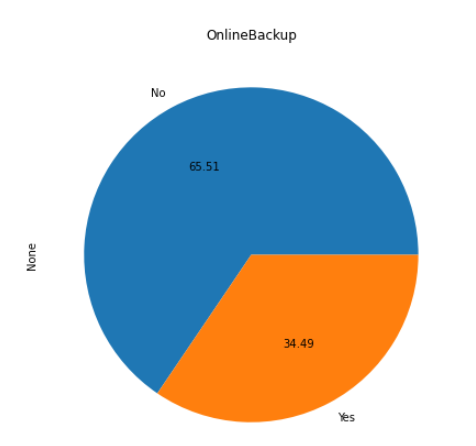 OnlineBackup
No
65.51
None
34.49
Yes